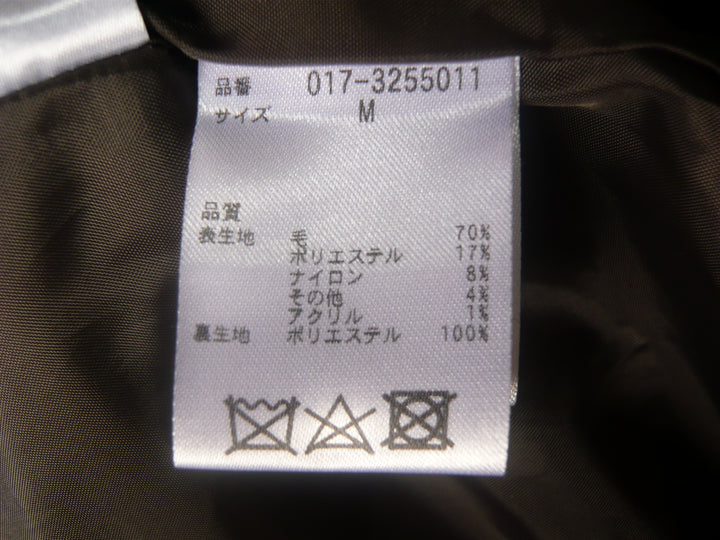 品番 017-3255011
サイズ M
品質
表生地 毛 70%
ポリエステル 17%
ナイロン 8%
その他 4%
アクリル 1%
裏生地 ポリエステル 100%